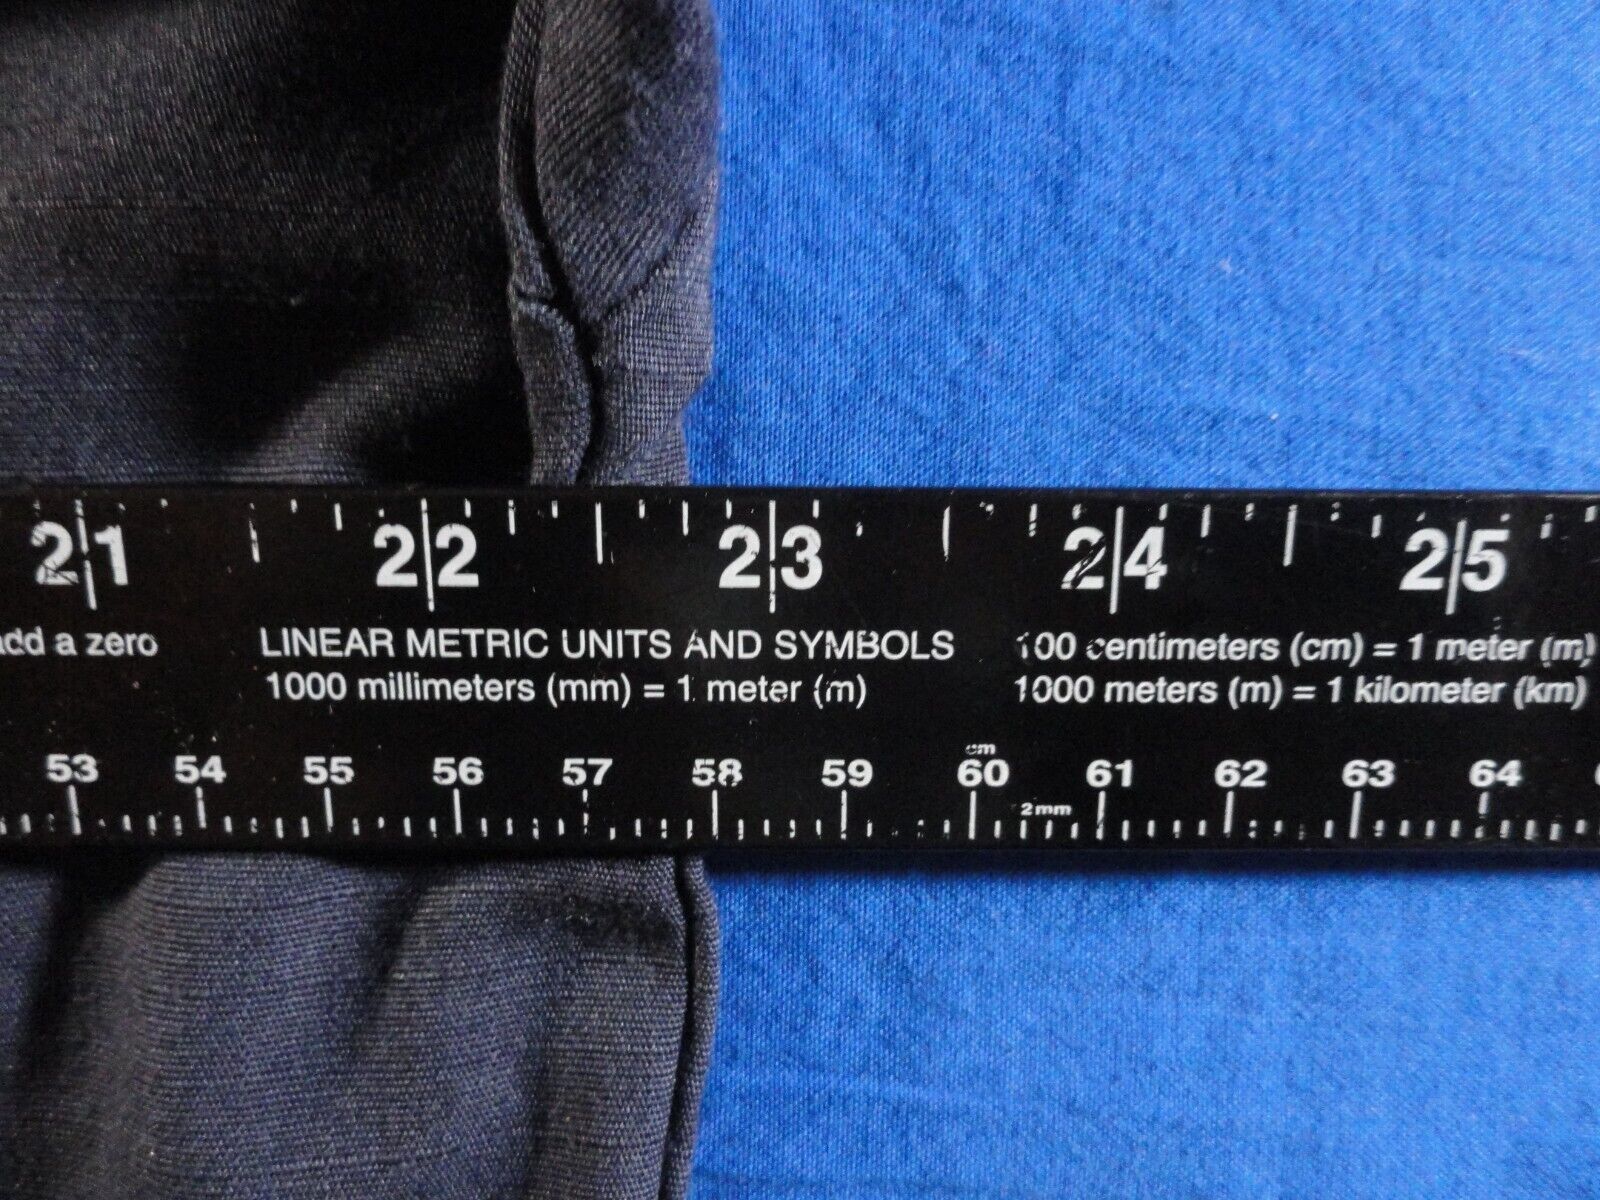 21 22 23 24 25
add a zero LINEAR METRIC UNITS AND SYMBOLS 100 centimeters (cm) = 1 meter (m)
1000 millimeters (mm) = 1 meter (m) 1000 meters (m) = 1 kilometer (km)
cm
53 54 55 56 57 58 59 60 61 62 63 64
2mm